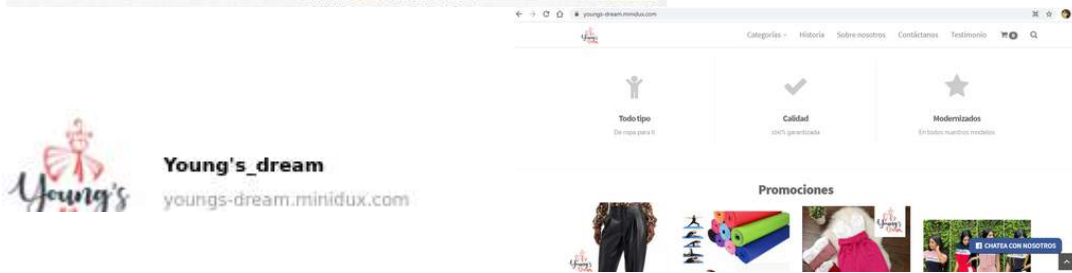 Young's
Young's_dream
youngs-dream.minidux.com
youngs-dream.minidux.com
Categorías
Historia
Sobre nosotros
Contáctanos
Testimonio
0
Todo tipo
De ropa para ti
Calidad
100% garantizada
Modernizados
En todos nuestros modelos
Promociones
CHATEA CON NOSOTROS